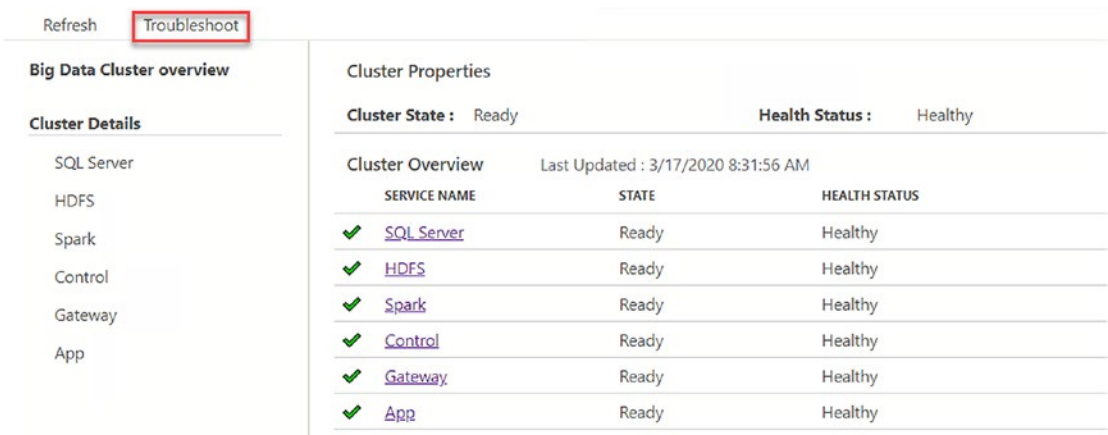 Refresh Troubleshoot
Big Data Cluster overview
Cluster Details
SQL Server
HDFS
Spark
Control
Gateway
App
Cluster Properties
Cluster State : Ready Health Status : Healthy
Cluster Overview Last Updated : 3/17/2020 8:31:56 AM
SERVICE NAME STATE HEALTH STATUS
SQL Server Ready Healthy
HDFS Ready Healthy
Spark Ready Healthy
Control Ready Healthy
Gateway Ready Healthy
App Ready Healthy